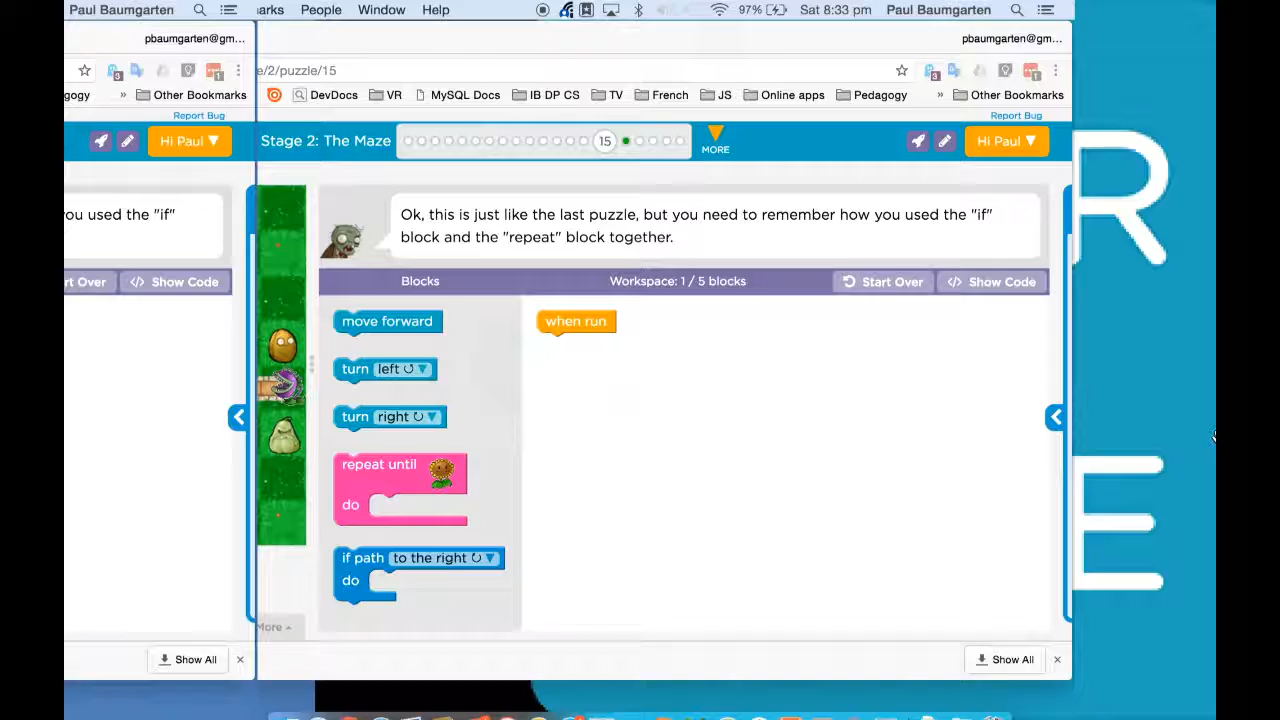 Paul Baumgarten
arks People Window Help 97% Sat 8:33 pm Paul Baumgarten
pbaumgarten@gm...
pbaumgarten@gm...
e/2/puzzle/15
3
1
3
1
gogy » Other Bookmarks
DevDocs VR MySQL Docs IB DP CS TV French JS Online apps Pedagogy » Other Bookmarks
Report Bug
Report Bug
Hi Paul ▼
Stage 2: The Maze 15 MORE Hi Paul ▼
ou used the "if"
Ok, this is just like the last puzzle, but you need to remember how you used the "if"
block and the "repeat" block together.
rt Over </> Show Code
Blocks Workspace: 1 / 5 blocks Start Over </> Show Code
move forward
when run
turn left ↺▼
turn right ↻▼
repeat until
do
if path to the right ↻▼
do
More
Show All ×
Show All ×
R
E